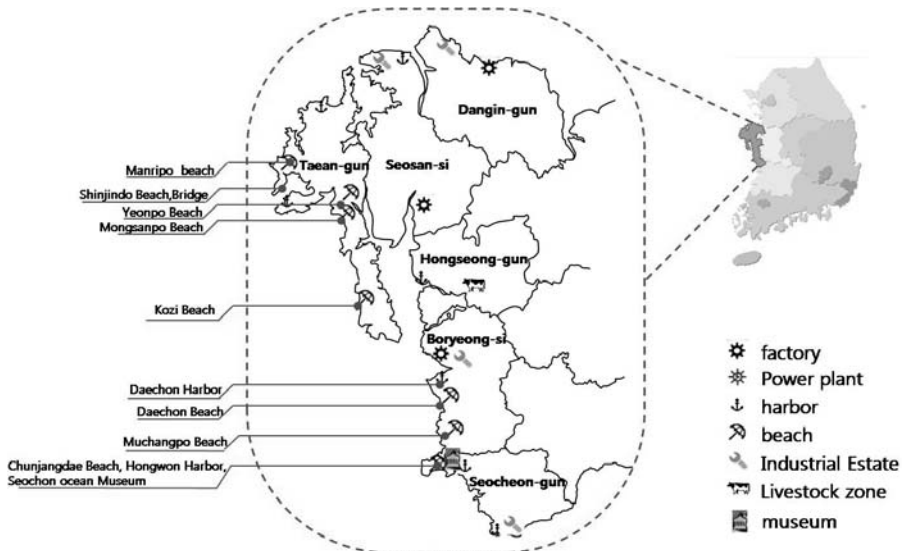 Dangin-gun
Manripo beach
Taean-gun
Seosan-si
Shinjindo Beach,Bridge
Yeonpo Beach
Mongsanpo Beach
Hongseong-gun
Kozi Beach
Boryeong-si
Daechon Harbor
Daechon Beach
Muchangpo Beach
Chunjangdae Beach, Hongwon Harbor,
Seochon ocean Museum
Seocheon-gun
factory
Power plant
harbor
beach
Industrial Estate
Livestock zone
museum